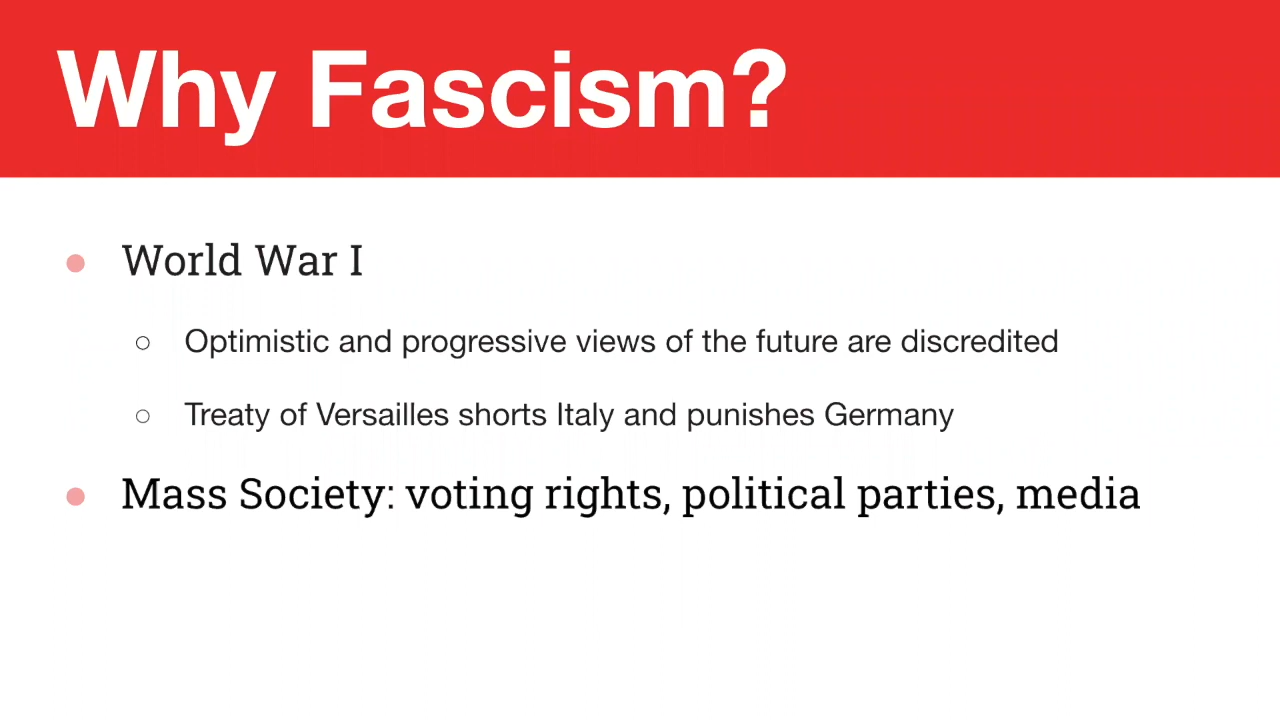 Why Fascism?
● World War I
○ Optimistic and progressive views of the future are discredited
○ Treaty of Versailles shorts Italy and punishes Germany
● Mass Society: voting rights, political parties, media